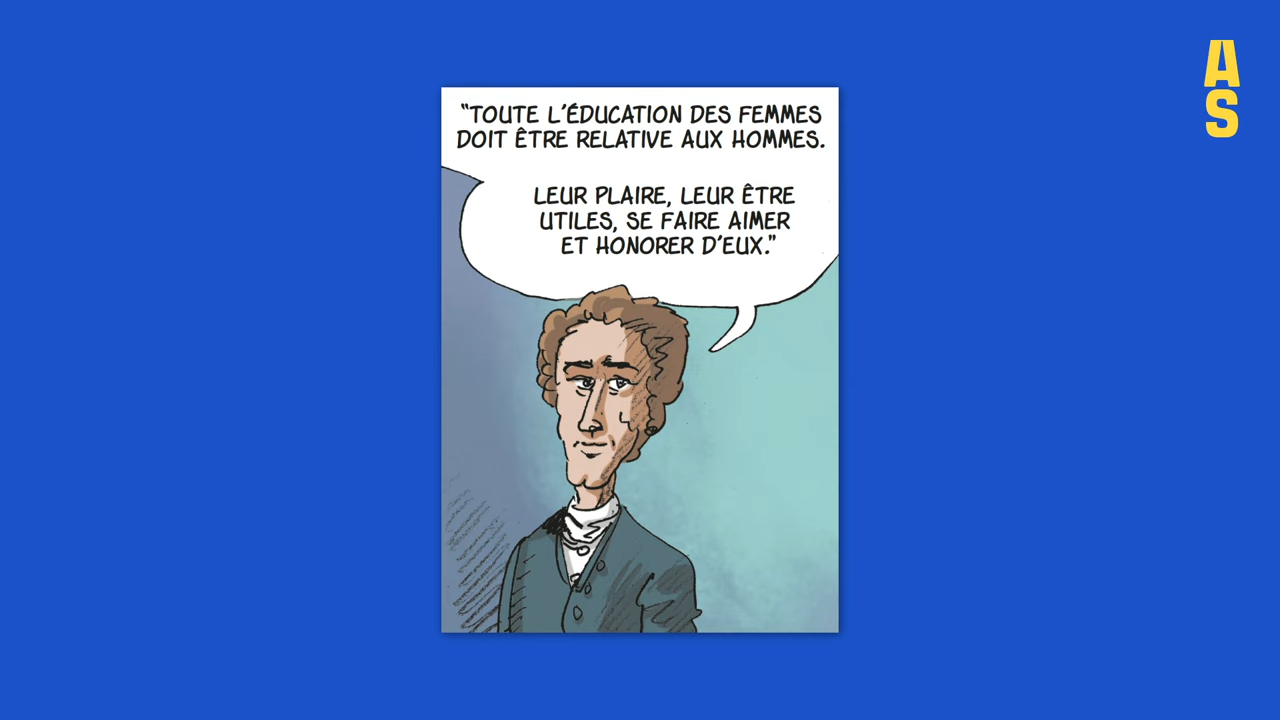 "TOUTE L'ÉDUCATION DES FEMMES
DOIT ÊTRE RELATIVE AUX HOMMES.
LEUR PLAIRE, LEUR ÊTRE
UTILES, SE FAIRE AIMER
ET HONORER D'EUX."
A
S